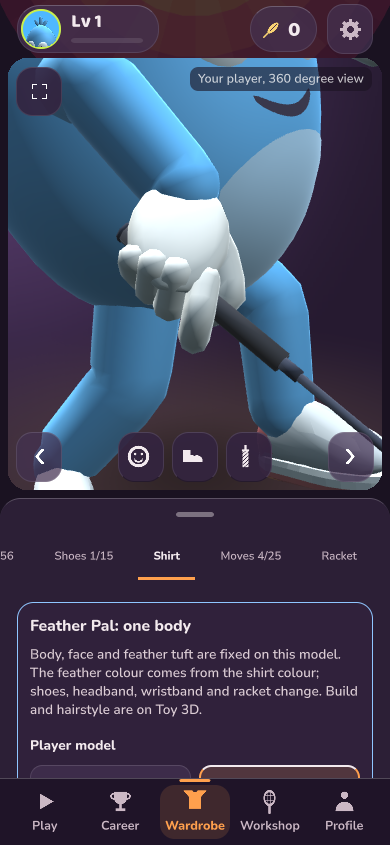 Lv 1
0
Your player, 360 degree view
56
Shoes 1/15
Shirt
Moves 4/25
Racket
Feather Pal: one body
Body, face and feather tuft are fixed on this model.
The feather colour comes from the shirt colour;
shoes, headband, wristband and racket change. Build
and hairstyle are on Toy 3D.
Player model
Play
Career
Wardrobe
Workshop
Profile